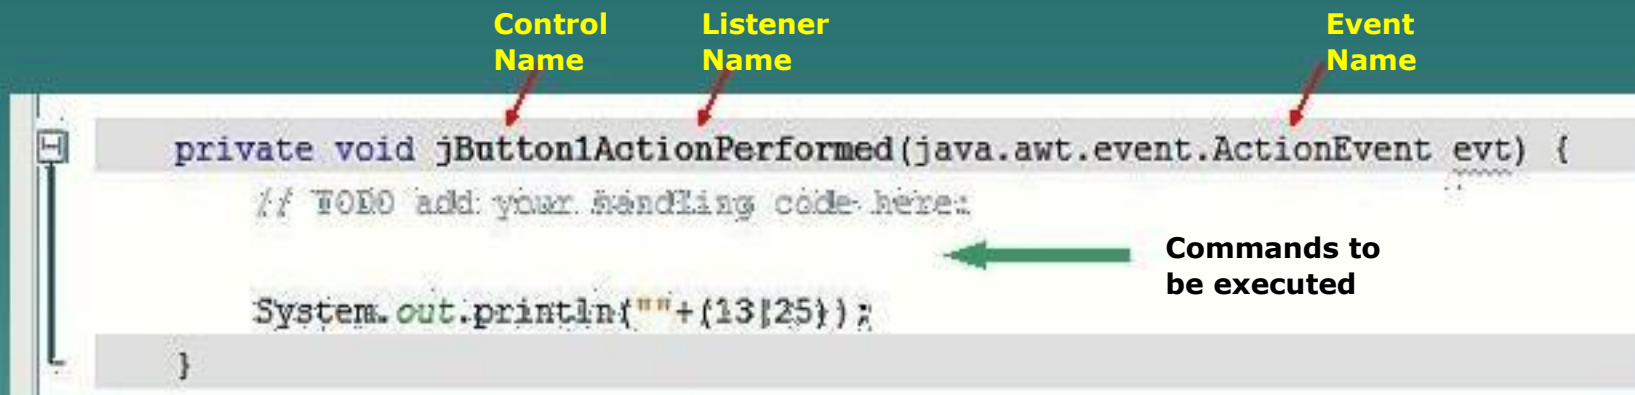 Control Listener Event
Name Name Name
private void jButton1ActionPerformed(java.awt.event.ActionEvent evt) {
// TODO add your handling code here:
Commands to
be executed
System.out.println(""+(13|25));
}